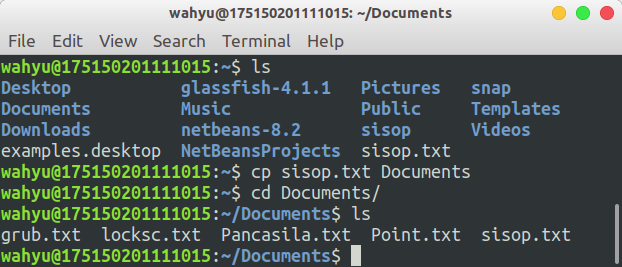 wahyu@175150201111015: ~/Documents
File Edit View Search Terminal Help
wahyu@175150201111015:~$ ls
Desktop glassfish-4.1.1 Pictures snap
Documents Music Public Templates
Downloads netbeans-8.2 sisop Videos
examples.desktop NetBeansProjects sisop.txt
wahyu@175150201111015:~$ cp sisop.txt Documents
wahyu@175150201111015:~$ cd Documents/
wahyu@175150201111015:~/Documents$ ls
grub.txt locksc.txt Pancasila.txt Point.txt sisop.txt
wahyu@175150201111015:~/Documents$